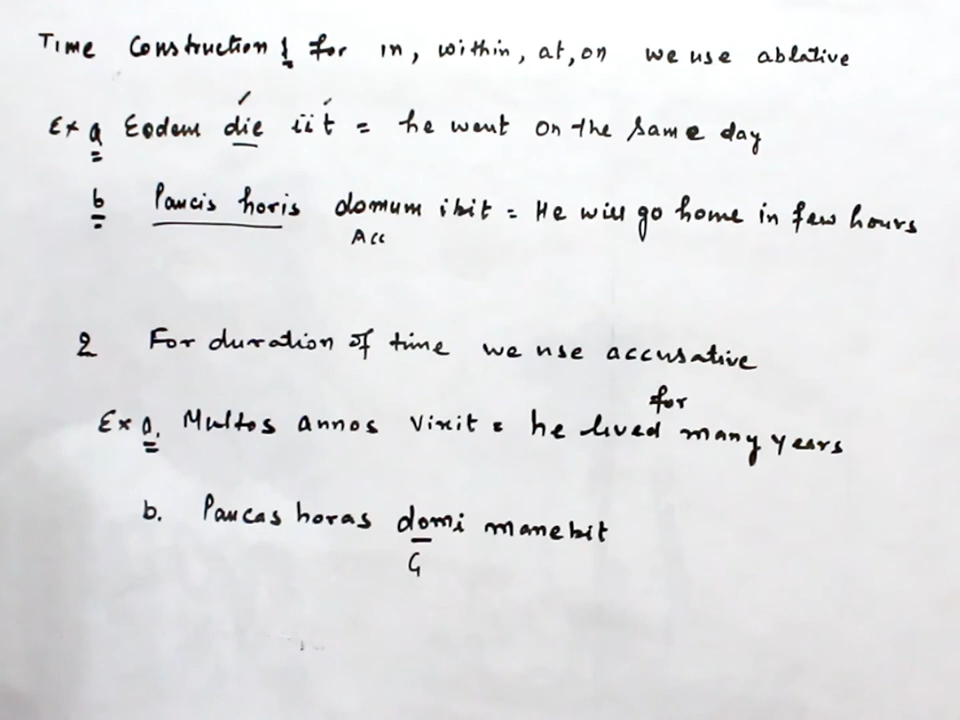 Time Construction 1 for in, within, at, on we use ablative
Ex a Eodem die iit = he went on the same day
b Paucis horis domum ibit = He will go home in few hours
Acc
2 For duration of time we use accusative
for
Ex a. Multos annos vixit = he lived many years
b. Paucas horas domi manebit
G